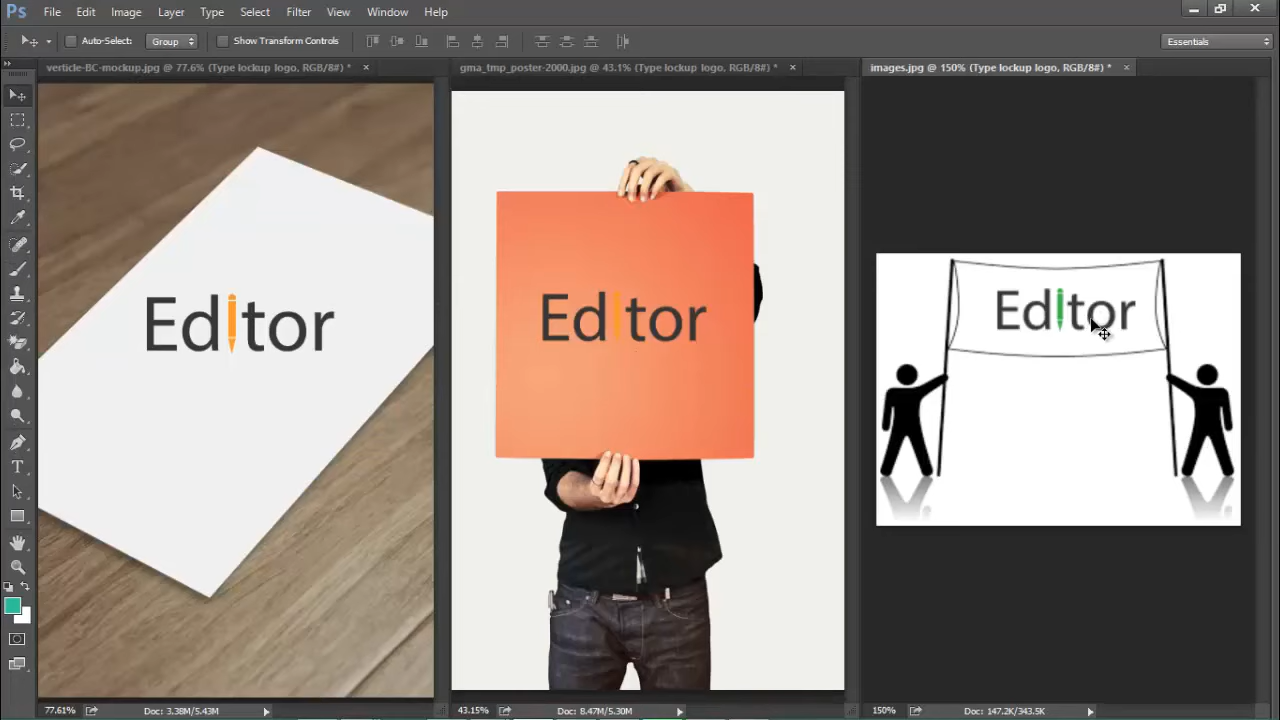 Ps File Edit Image Layer Type Select Filter View Window Help
Auto-Select: Group Show Transform Controls Essentials
verticle-BC-mockup.jpg @ 77.6% (Type lockup logo, RGB/8#) *
gma_tmp_poster-2000.jpg @ 43.1% (Type lockup logo, RGB/8#) *
images.jpg @ 150% (Type lockup logo, RGB/8#) *
Editor
Editor
Editor
77.61% Doc: 3.38M/5.43M
43.15% Doc: 8.47M/5.30M
150% Doc: 147.2K/343.5K